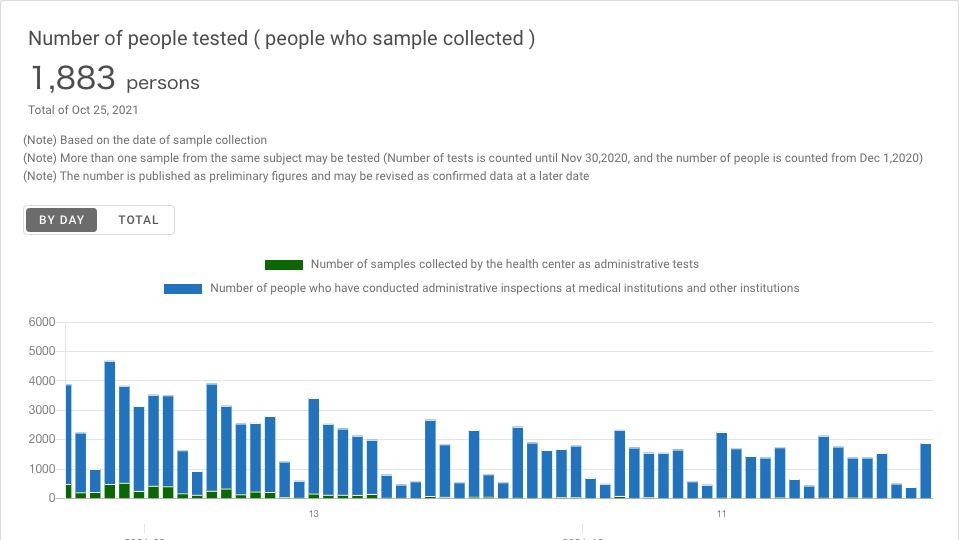 Number of people tested ( people who sample collected )
1,883 persons
Total of Oct 25, 2021
(Note) Based on the date of sample collection
(Note) More than one sample from the same subject may be tested (Number of tests is counted until Nov 30,2020, and the number of people is counted from Dec 1,2020)
(Note) The number is published as preliminary figures and may be revised as confirmed data at a later date
BY DAY TOTAL
Number of samples collected by the health center as administrative tests
Number of people who have conducted administrative inspections at medical institutions and other institutions
6000
5000
4000
3000
2000
1000
0
13 11